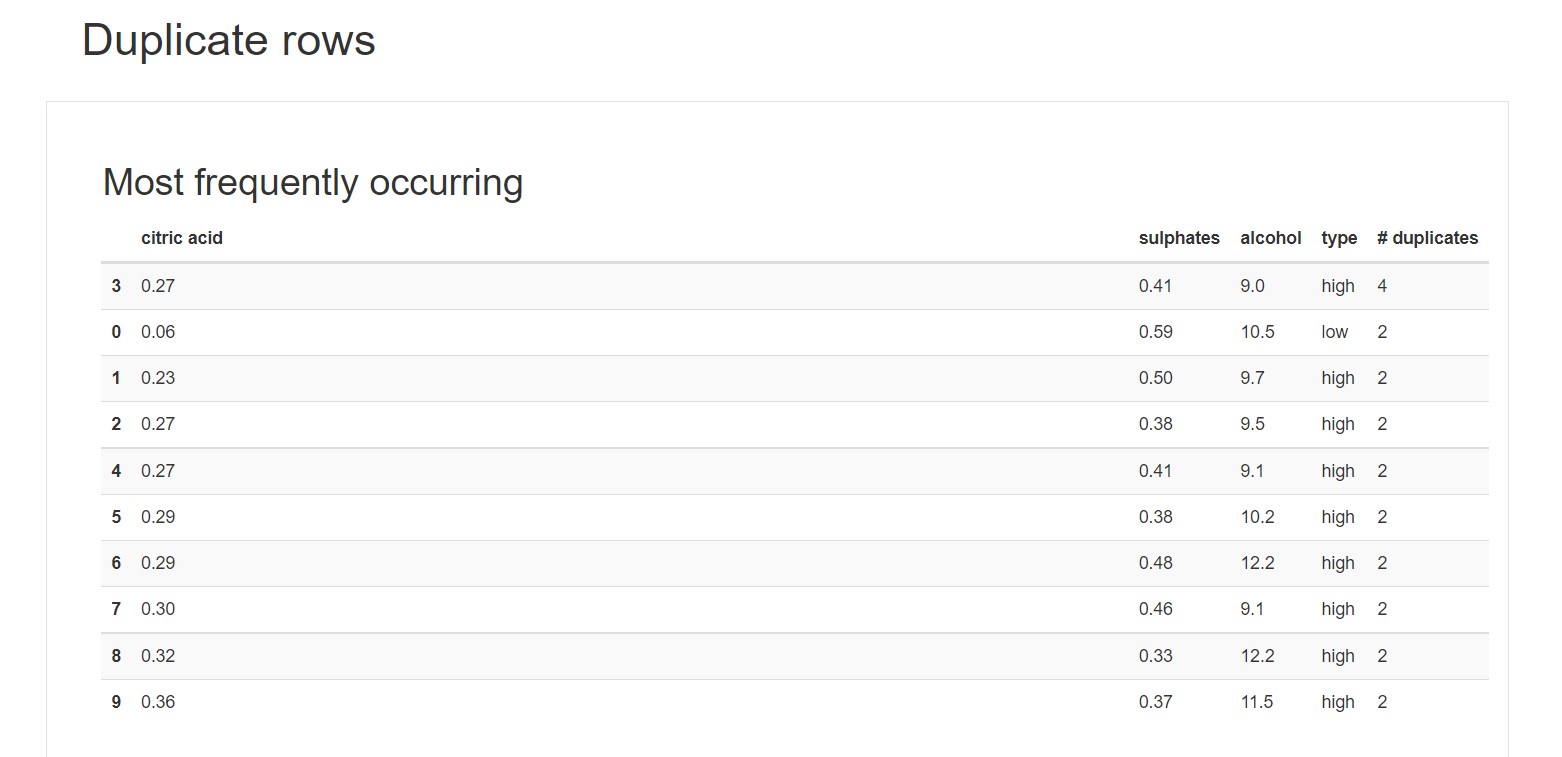 Duplicate rows
Most frequently occurring
citric acid sulphates alcohol type # duplicates
3 0.27 0.41 9.0 high 4
0 0.06 0.59 10.5 low 2
1 0.23 0.50 9.7 high 2
2 0.27 0.38 9.5 high 2
4 0.27 0.41 9.1 high 2
5 0.29 0.38 10.2 high 2
6 0.29 0.48 12.2 high 2
7 0.30 0.46 9.1 high 2
8 0.32 0.33 12.2 high 2
9 0.36 0.37 11.5 high 2